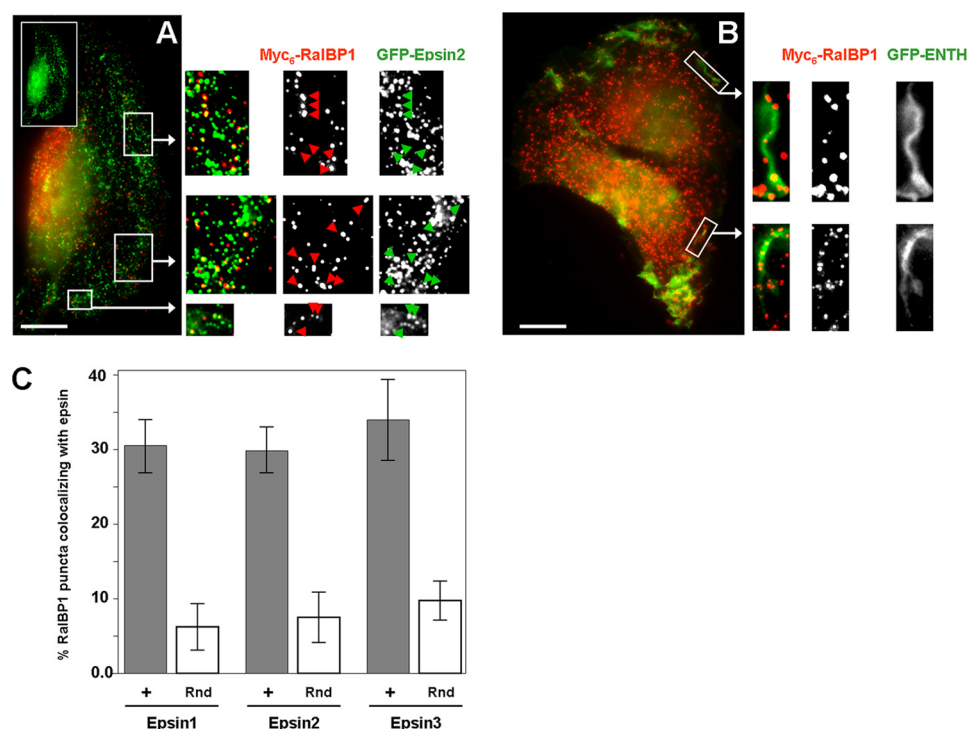 A
Myc6-RalBP1 GFP-Epsin2
B
Myc6-RalBP1 GFP-ENTH
C
% RalBP1 puncta colocalizing with epsin
40
30
20
10
0.0
+ Rnd + Rnd + Rnd
Epsin1 Epsin2 Epsin3